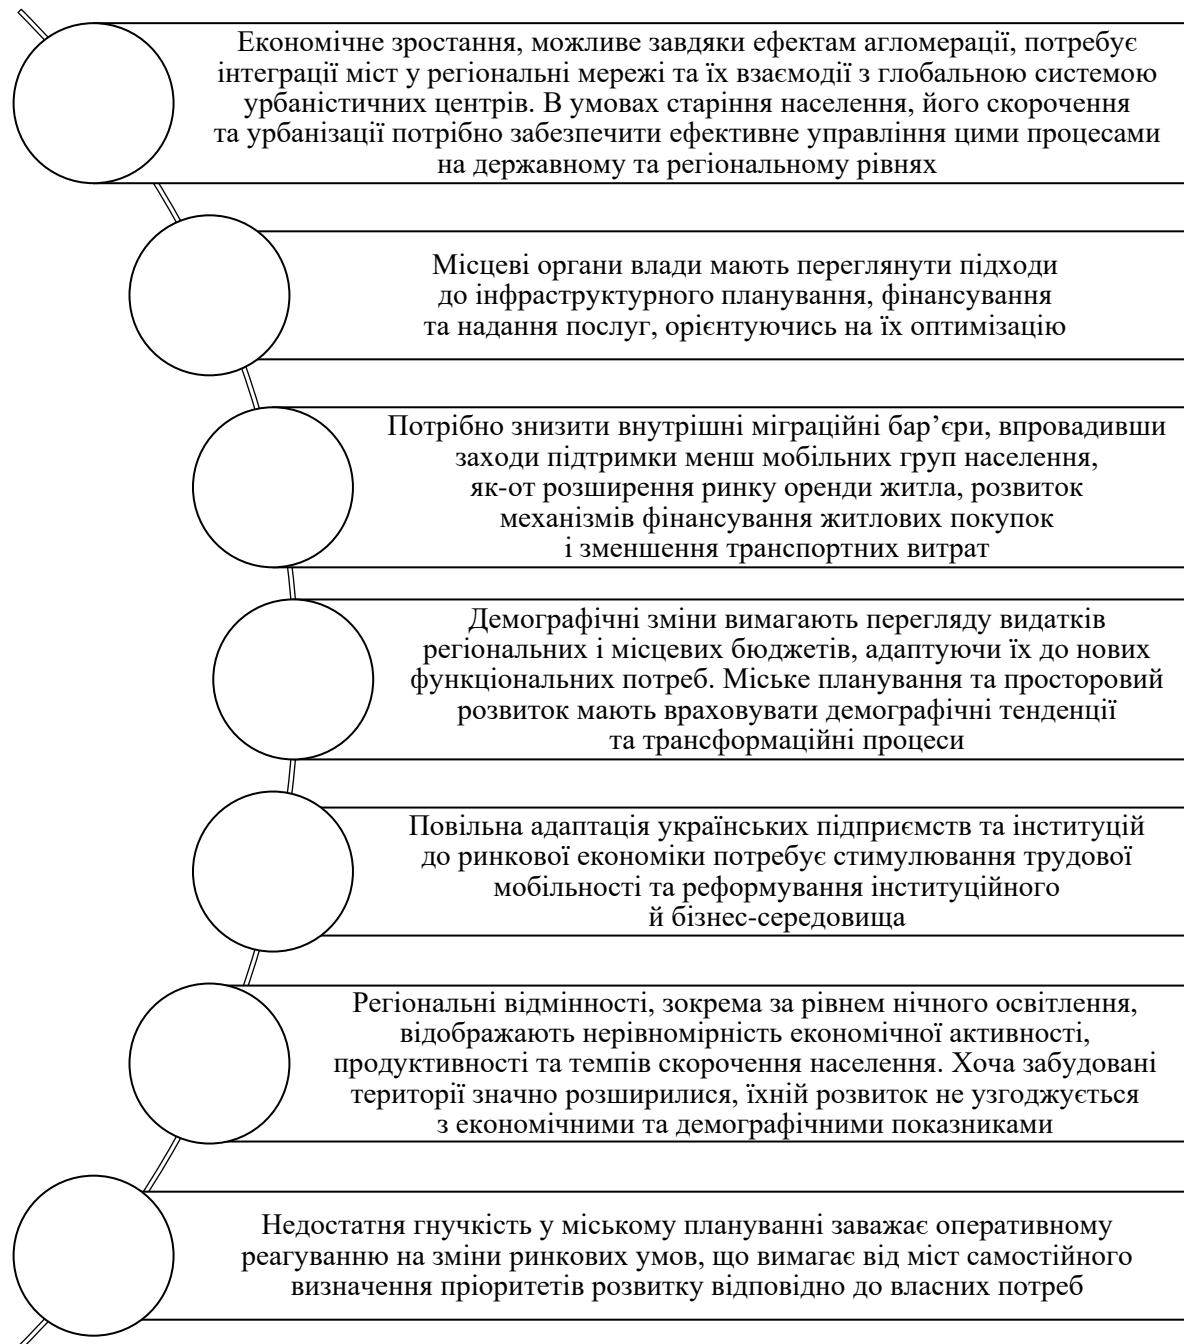 Економічне зростання, можливе завдяки ефектам агломерації, потребує
інтеграції міст у регіональні мережі та їх взаємодії з глобальною системою
урбаністичних центрів. В умовах старіння населення, його скорочення
та урбанізації потрібно забезпечити ефективне управління цими процесами
на державному та регіональному рівнях
Місцеві органи влади мають переглянути підходи
до інфраструктурного планування, фінансування
та надання послуг, орієнтуючись на їх оптимізацію
Потрібно знизити внутрішні міграційні бар’єри, впровадивши
заходи підтримки менш мобільних груп населення,
як-от розширення ринку оренди житла, розвиток
механізмів фінансування житлових покупок
і зменшення транспортних витрат
Демографічні зміни вимагають перегляду видатків
регіональних і місцевих бюджетів, адаптуючи їх до нових
функціональних потреб. Міське планування та просторовий
розвиток мають враховувати демографічні тенденції
та трансформаційні процеси
Повільна адаптація українських підприємств та інституцій
до ринкової економіки потребує стимулювання трудової
мобільності та реформування інституційного
й бізнес-середовища
Регіональні відмінності, зокрема за рівнем нічного освітлення,
відображають нерівномірність економічної активності,
продуктивності та темпів скорочення населення. Хоча забудовані
території значно розширилися, їхній розвиток не узгоджується
з економічними та демографічними показниками
Недостатня гнучкість у міському плануванні заважає оперативному
реагуванню на зміни ринкових умов, що вимагає від міст самостійного
визначення пріоритетів розвитку відповідно до власних потреб